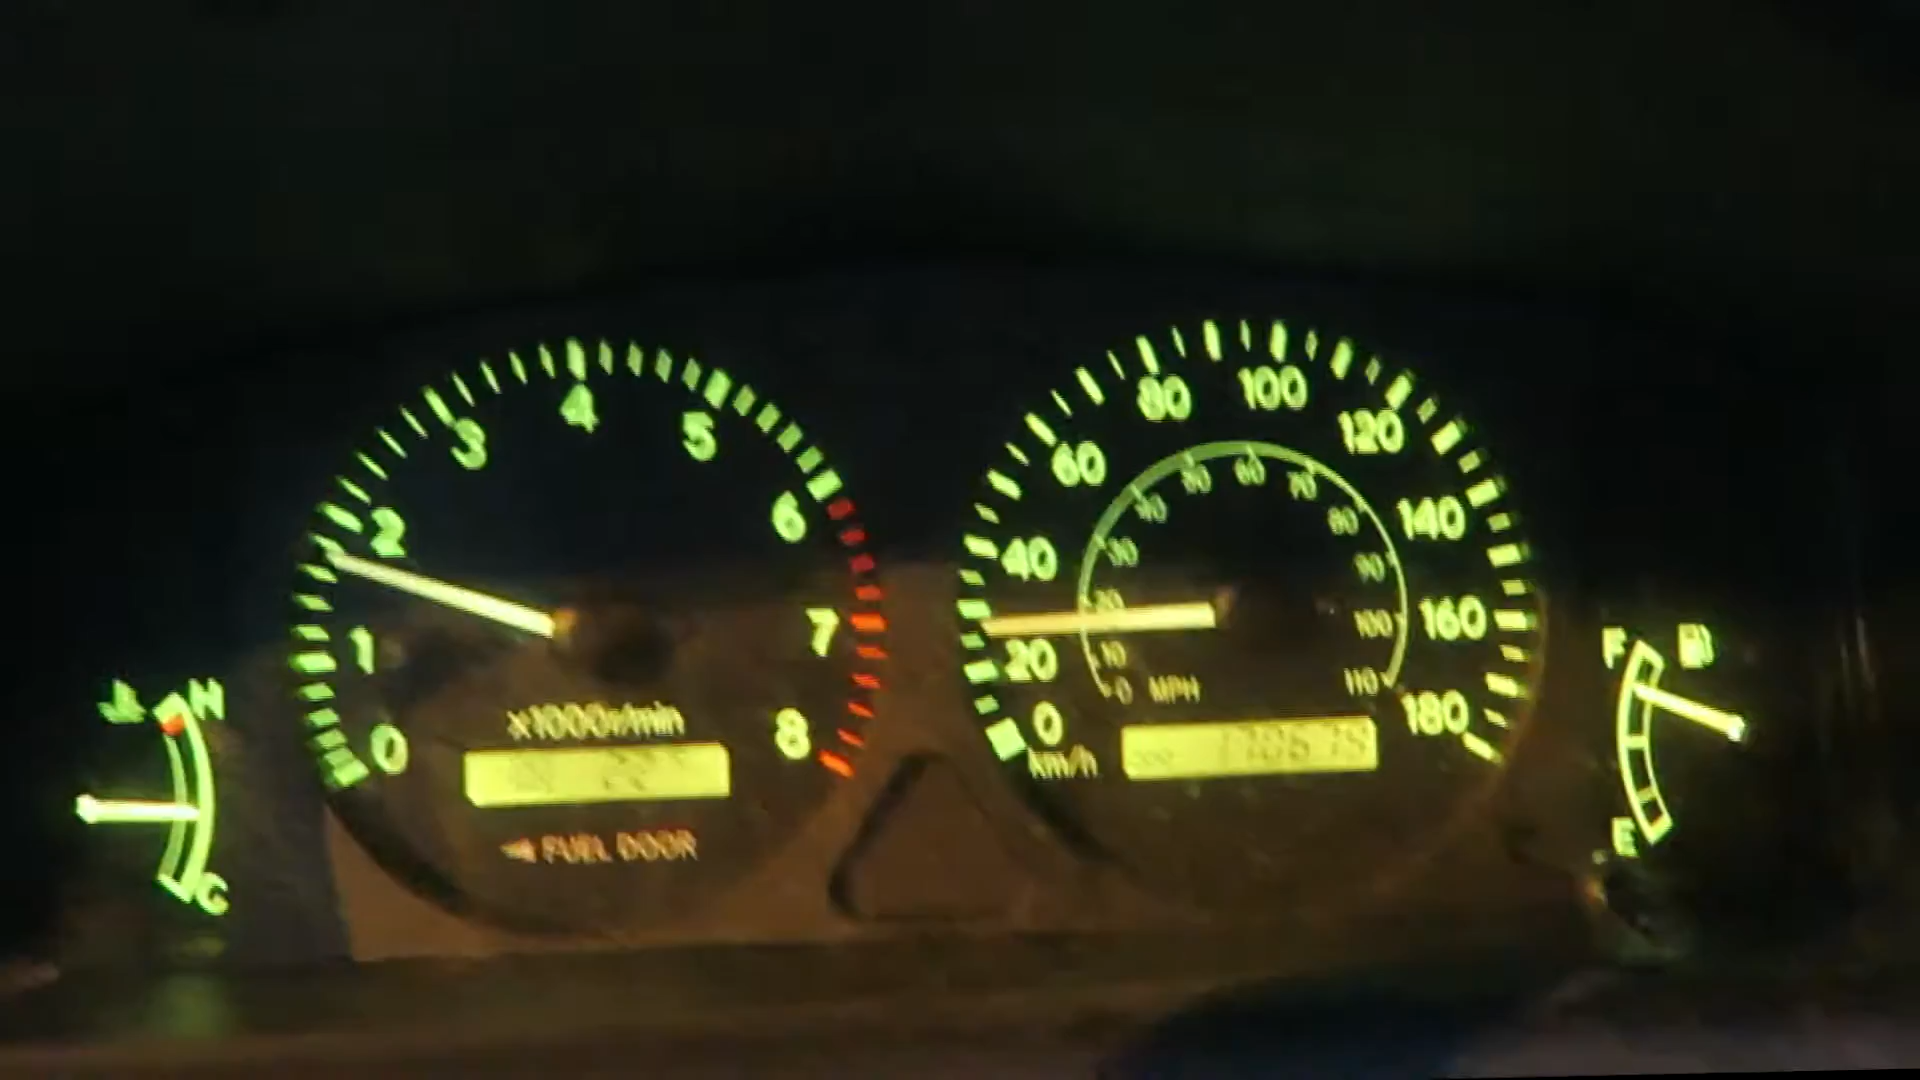 0 1 2 3 4 5 6 7 8
x1000r/min
FUEL DOOR
H
C
0 20 40 60 80 100 120 140 160 180
km/h
0 10 20 30 40 50 60 70 80 90 100 110
MPH
F
E